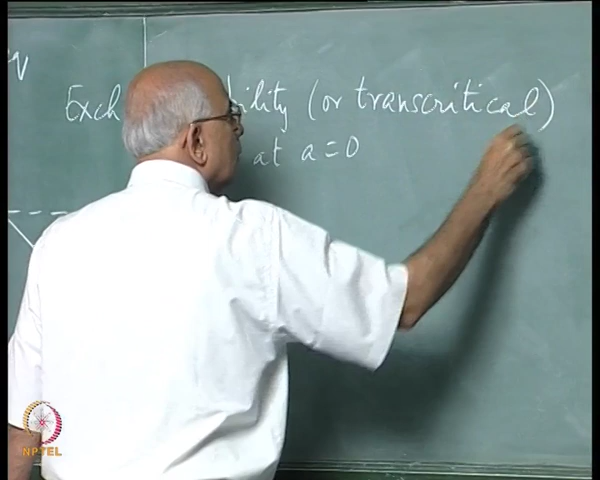 Exch bility (or transcritical)
at a = 0
NPTEL